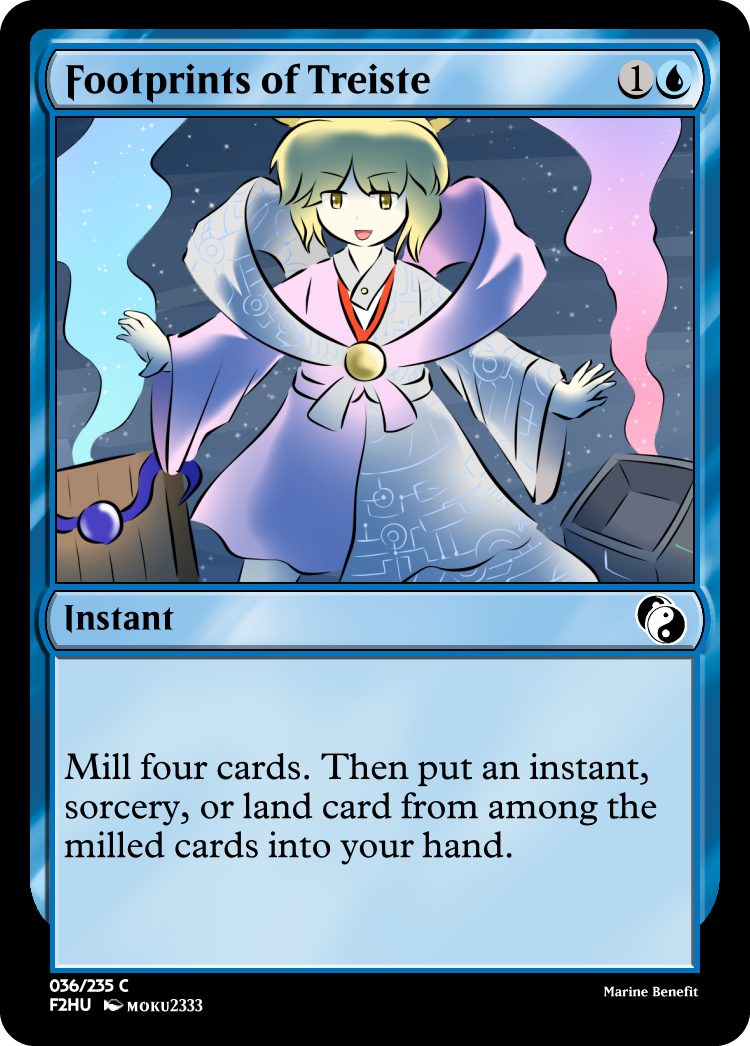 Footprints of Treiste 1
Instant
Mill four cards. Then put an instant,
sorcery, or land card from among the
milled cards into your hand.
036/235 C
F2HU MOKU2333
Marine Benefit